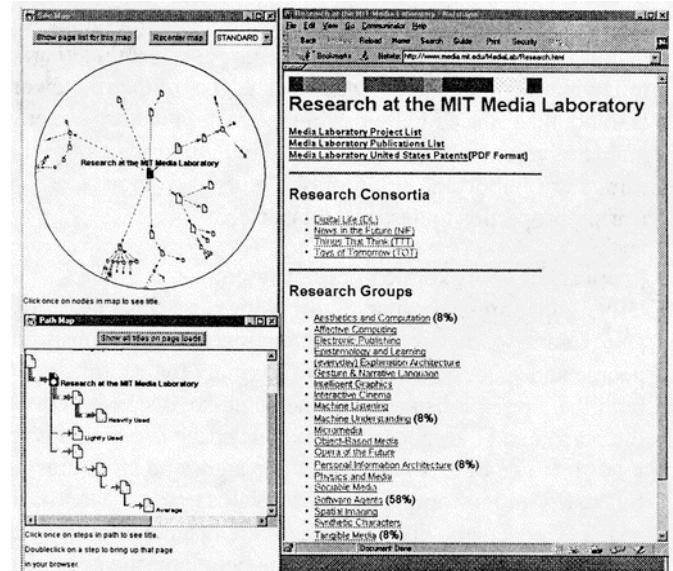 Site Map
Show page list for this map
Recenter map
STANDARD
Research at the MIT Media Laboratory
Click once on nodes in map to see title.
Path Map
Show all titles on page loads
Research at the MIT Media Laboratory
Heavily Used
Lightly Used
Average
Click once on steps in path to see title.
Doubleclick on a step to bring up that page
in your browser.
File Edit View Go Communicator Help
Back Reload Home Search Guide Print Security
Bookmarks Netsite: http://www.media.mit.edu/MediaLab/Research.html
Research at the MIT Media Laboratory
Media Laboratory Project List
Media Laboratory Publications List
Media Laboratory United States Patents[PDF Format]
Research Consortia
Digital Life (DL)
News in the Future (NiF)
Things That Think (TTT)
Toys of Tomorrow (TOT)
Research Groups
Aesthetics and Computation (8%)
Affective Computing
Electronic Publishing
Epistemology and Learning
(everyday) Exploration Architecture
Gesture & Narrative Language
Intelligent Graphics
Interactive Cinema
Machine Listening
Machine Understanding (8%)
Micromedia
Object-Based Media
Opera of the Future
Personal Information Architecture (8%)
Physics and Media
Sociable Media
Software Agents (58%)
Spatial Imaging
Synthetic Characters
Tangible Media (8%)
Document: Done